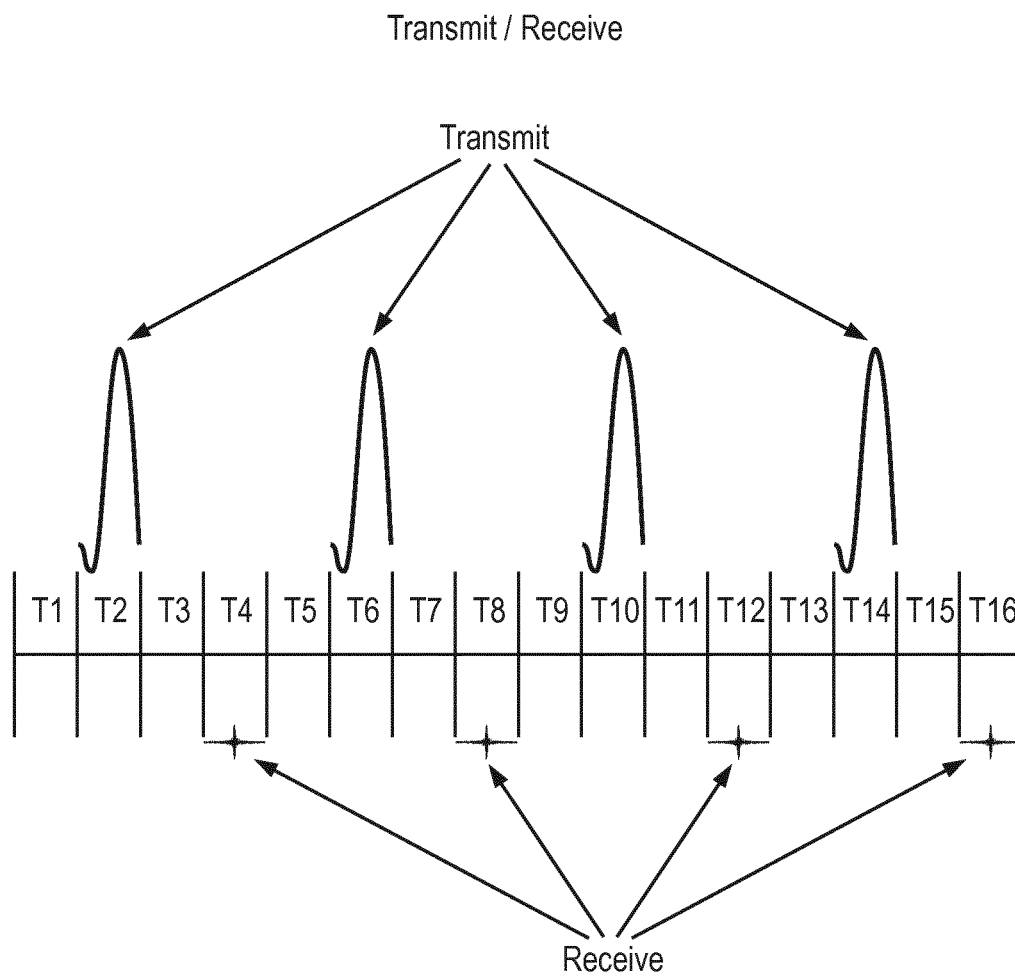 Transmit / Receive
Transmit
T1 T2 T3 T4 T5 T6 T7 T8 T9 T10 T11 T12 T13 T14 T15 T16
Receive